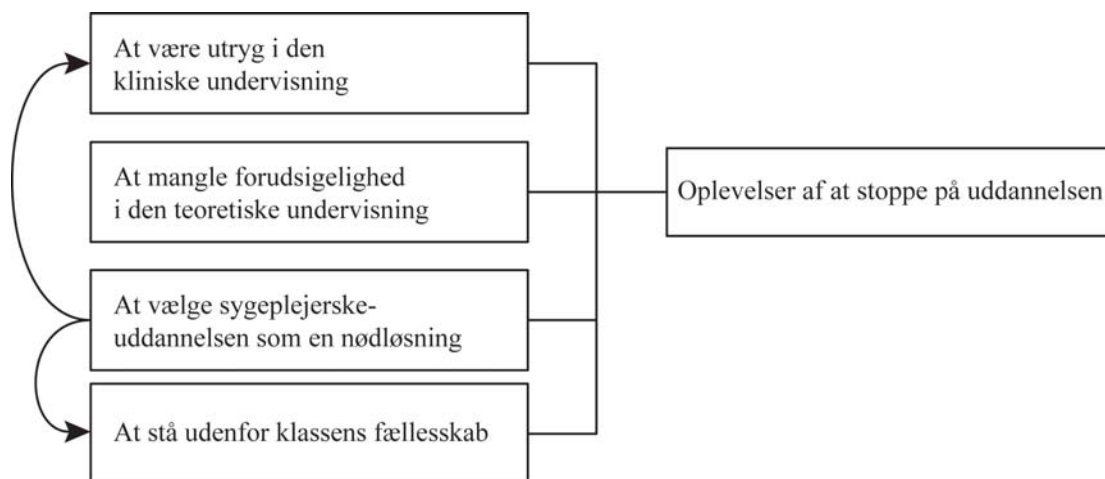 At være utryg i den
kliniske undervisning
At mangle forudsigelighed
i den teoretiske undervisning
Oplevelser af at stoppe på uddannelsen
At vælge sygeplejerske-
uddannelsen som en nødløsning
At stå udenfor klassens fællesskab